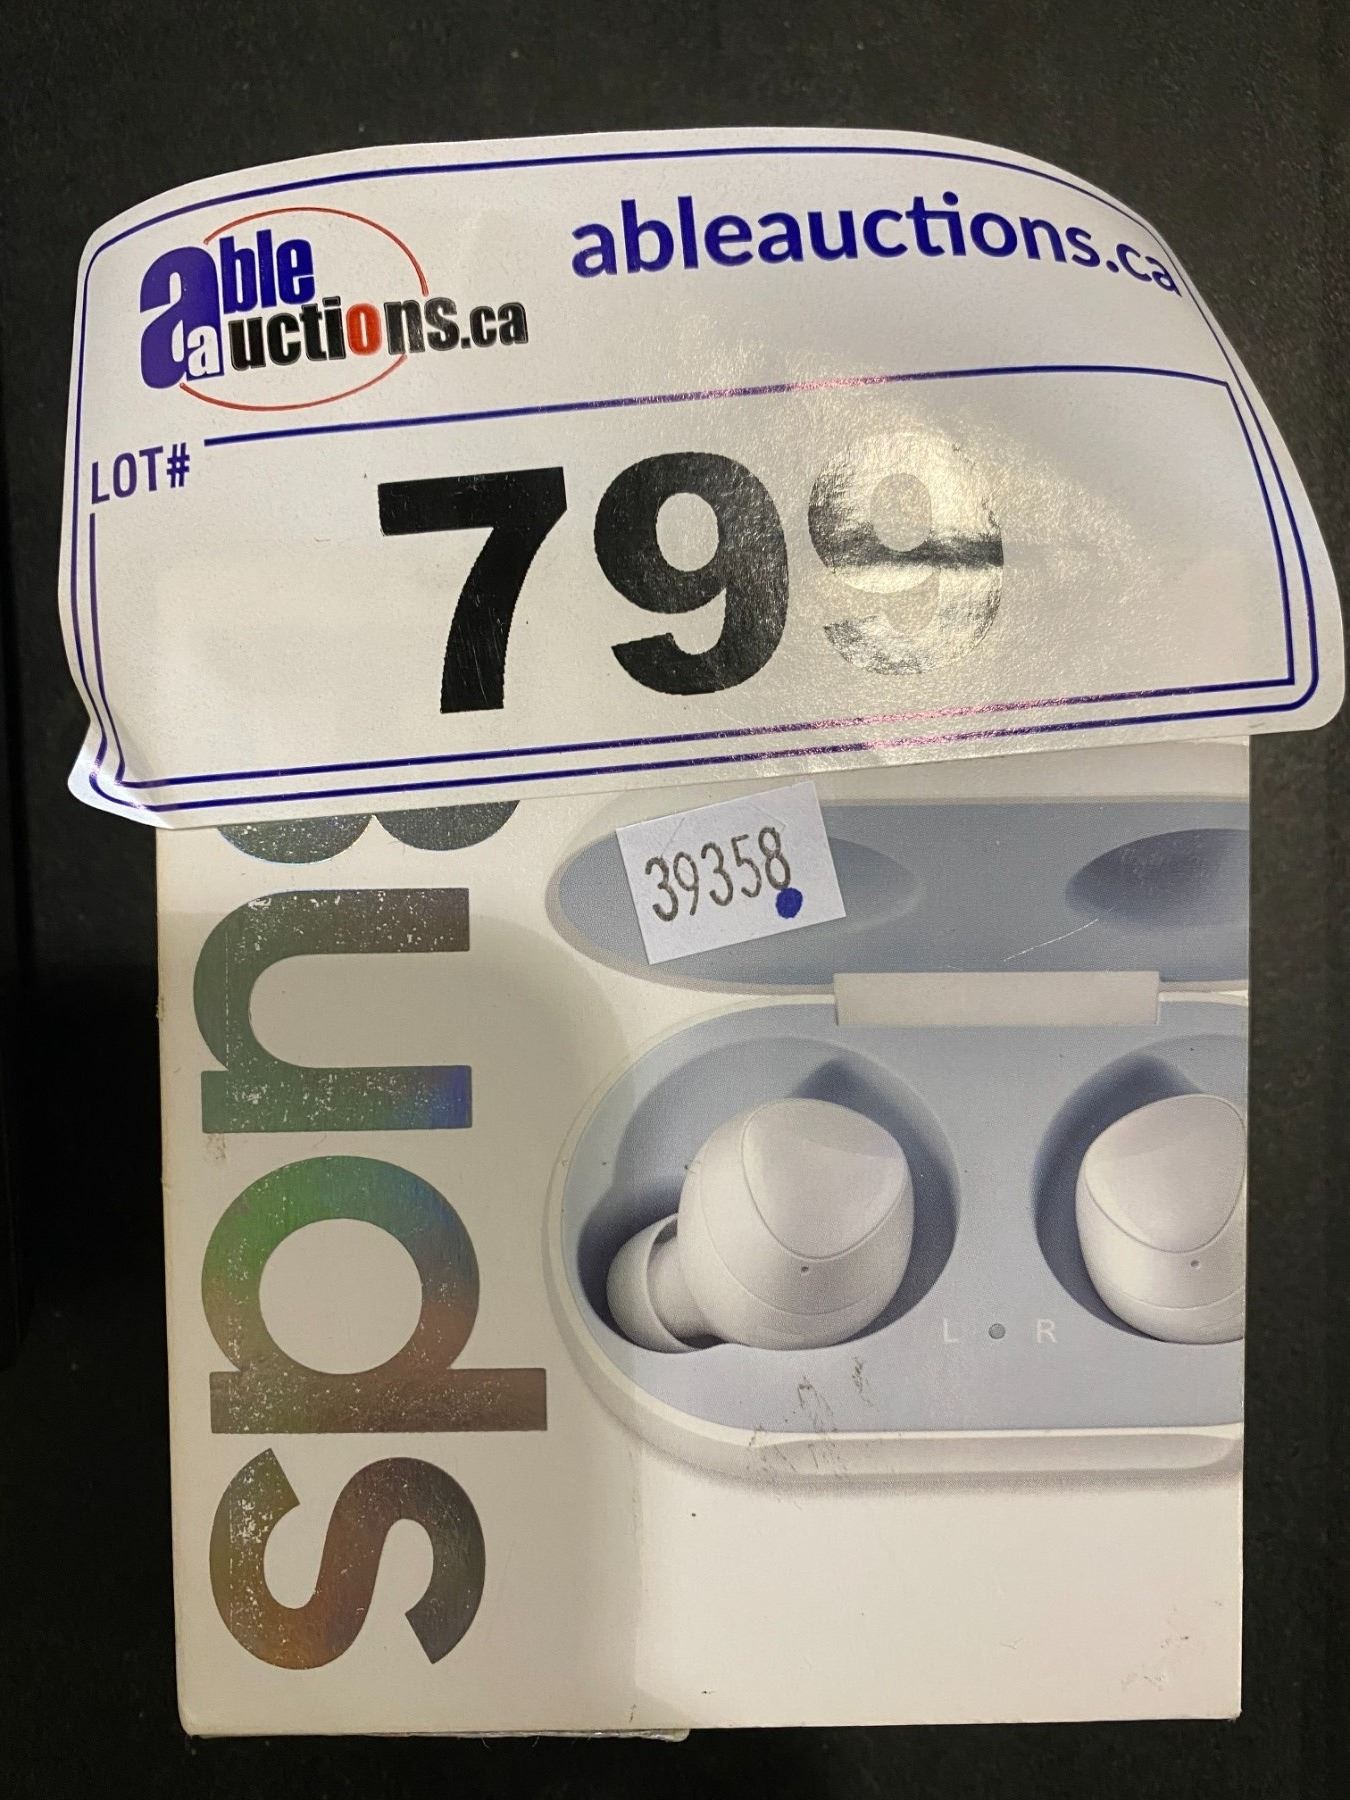 able auctions.ca
ableauctions.ca
LOT#
799
39358
Buds
L R